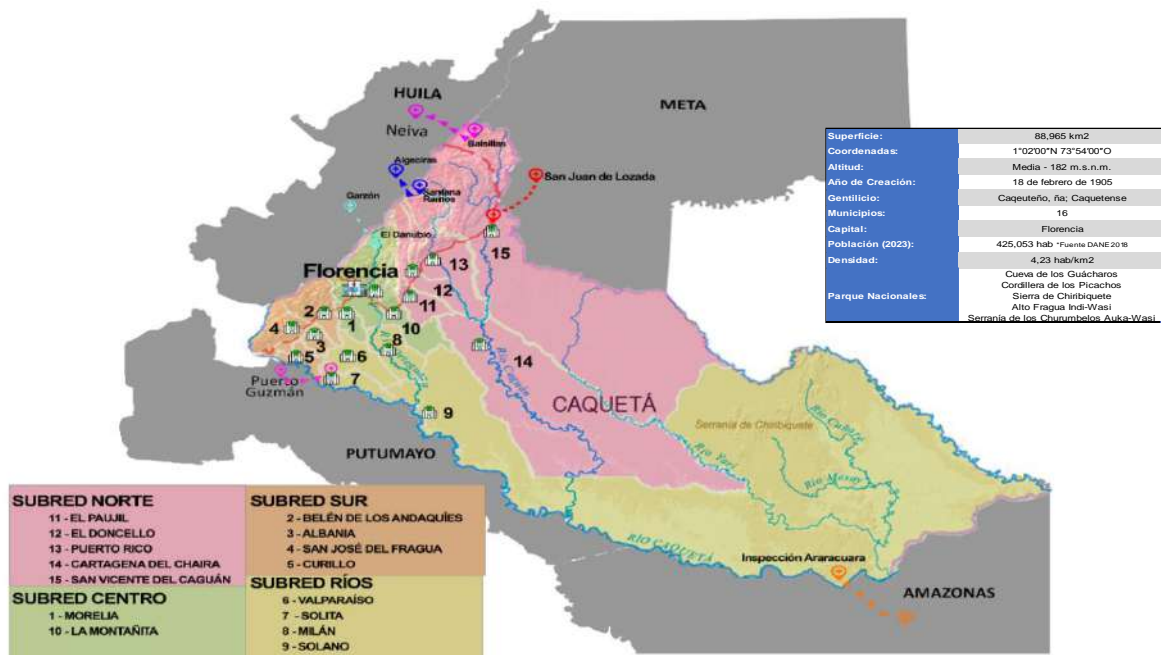 HUILA
META
Neiva
Balsillas
Algeciras
San Juan de Lozada
Santana
Ramos
Garzón
El Danubio
Florencia
15
13
12
11
2
1
10
4
3
8
5
6
14
7
9
Puerto
Guzmán
Río Caguán
CAQUETÁ
Serranía de Chiribiquete
Río Yarí
Río Mesay
PUTUMAYO
RÍO CAQUETÁ
Inspección Araracuara
AMAZONAS
Superficie: 88,965 km2
Coordenadas: 1°02'00"N 73°54'00"O
Altitud: Media - 182 m.s.n.m.
Año de Creación: 18 de febrero de 1905
Gentilicio: Caqeuteño, ña; Caquetense
Municipios: 16
Capital: Florencia
Población (2023): 425,053 hab *Fuente DANE 2018
Densidad: 4,23 hab/km2
Parque Nacionales:
Cueva de los Guácharos
Cordillera de los Picachos
Sierra de Chiribiquete
Alto Fragua Indi-Wasi
Serranía de los Churumbelos Auka-Wasi
SUBRED NORTE
11 - EL PAUJIL
12 - EL DONCELLO
13 - PUERTO RICO
14 - CARTAGENA DEL CHAIRA
15 - SAN VICENTE DEL CAGUÁN
SUBRED CENTRO
1 - MORELIA
10 - LA MONTAÑITA
SUBRED SUR
2 - BELÉN DE LOS ANDAQUÍES
3 - ALBANIA
4 - SAN JOSÉ DEL FRAGUA
5 - CURILLO
SUBRED RÍOS
6 - VALPARAÍSO
7 - SOLITA
8 - MILÁN
9 - SOLANO